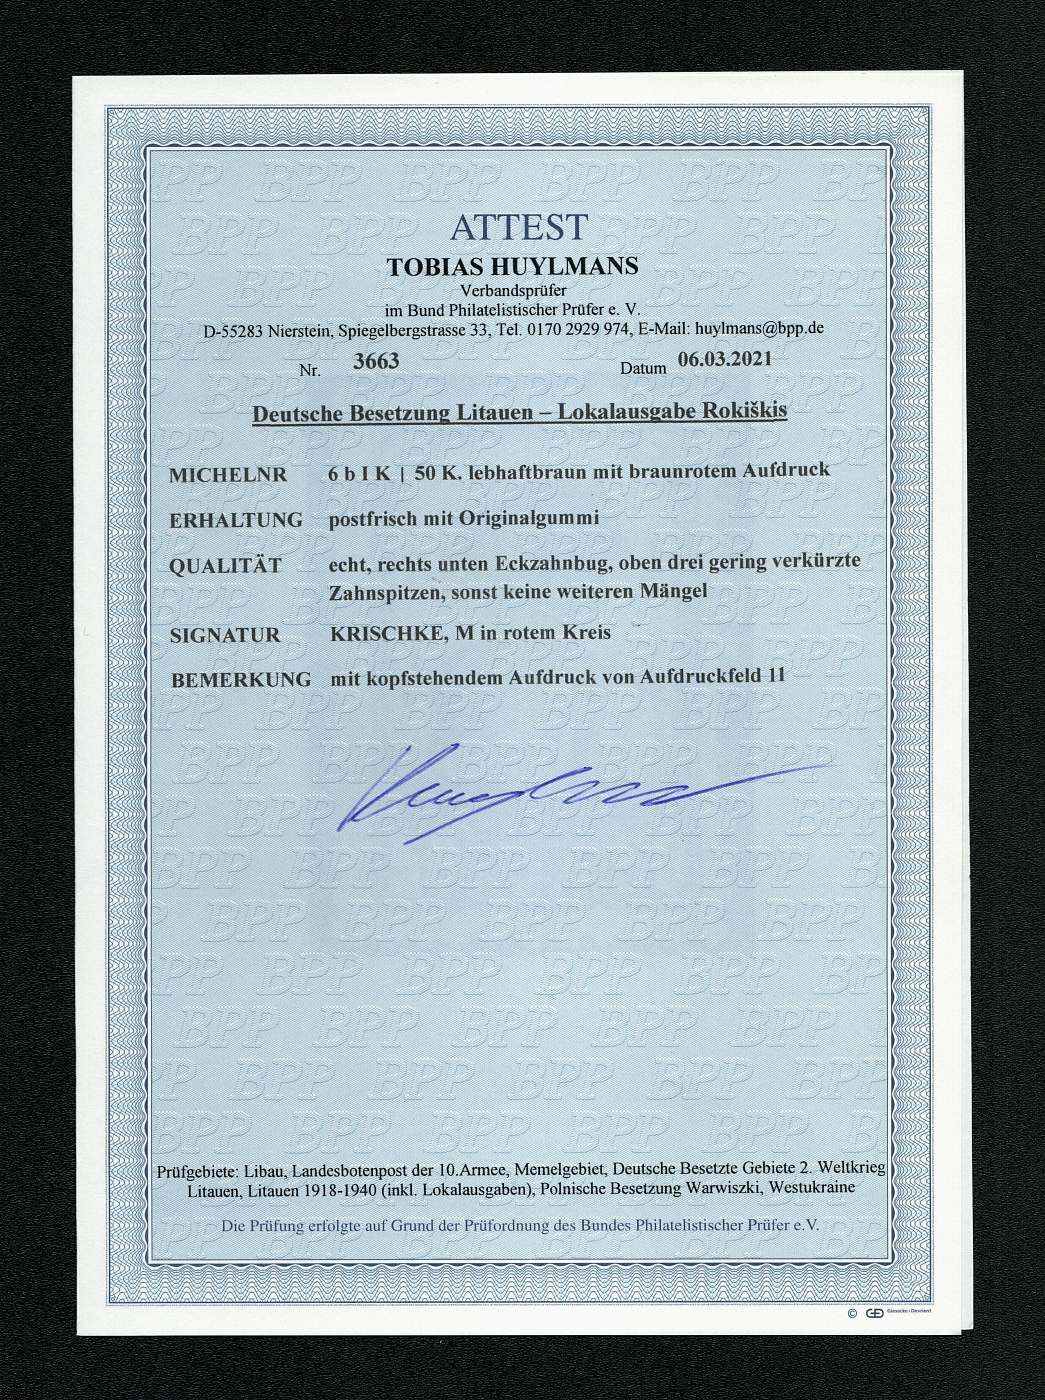 ATTEST
TOBIAS HUYLMANS
Verbandsprüfer
im Bund Philatelistischer Prüfer e. V.
D-55283 Nierstein, Spiegelbergstrasse 33, Tel. 0170 2929 974, E-Mail: huylmans@bpp.de
Nr. 3663 Datum 06.03.2021
Deutsche Besetzung Litauen – Lokalausgabe Rokiškis
MICHELNR 6 b I K | 50 K. lebhaftbraun mit braunrotem Aufdruck
ERHALTUNG postfrisch mit Originalgummi
QUALITÄT echt, rechts unten Eckzahnbug, oben drei gering verkürzte
Zahnspitzen, sonst keine weiteren Mängel
SIGNATUR KRISCHKE, M in rotem Kreis
BEMERKUNG mit kopfstehendem Aufdruck von Aufdruckfeld 11
Prüfgebiete: Libau, Landesbotenpost der 10.Armee, Memelgebiet, Deutsche Besetzte Gebiete 2. Weltkrieg
Litauen, Litauen 1918-1940 (inkl. Lokalausgaben), Polnische Besetzung Warwiszki, Westukraine
Die Prüfung erfolgte auf Grund der Prüfordnung des Bundes Philatelistischer Prüfer e.V.
© Giesecke+Devrient